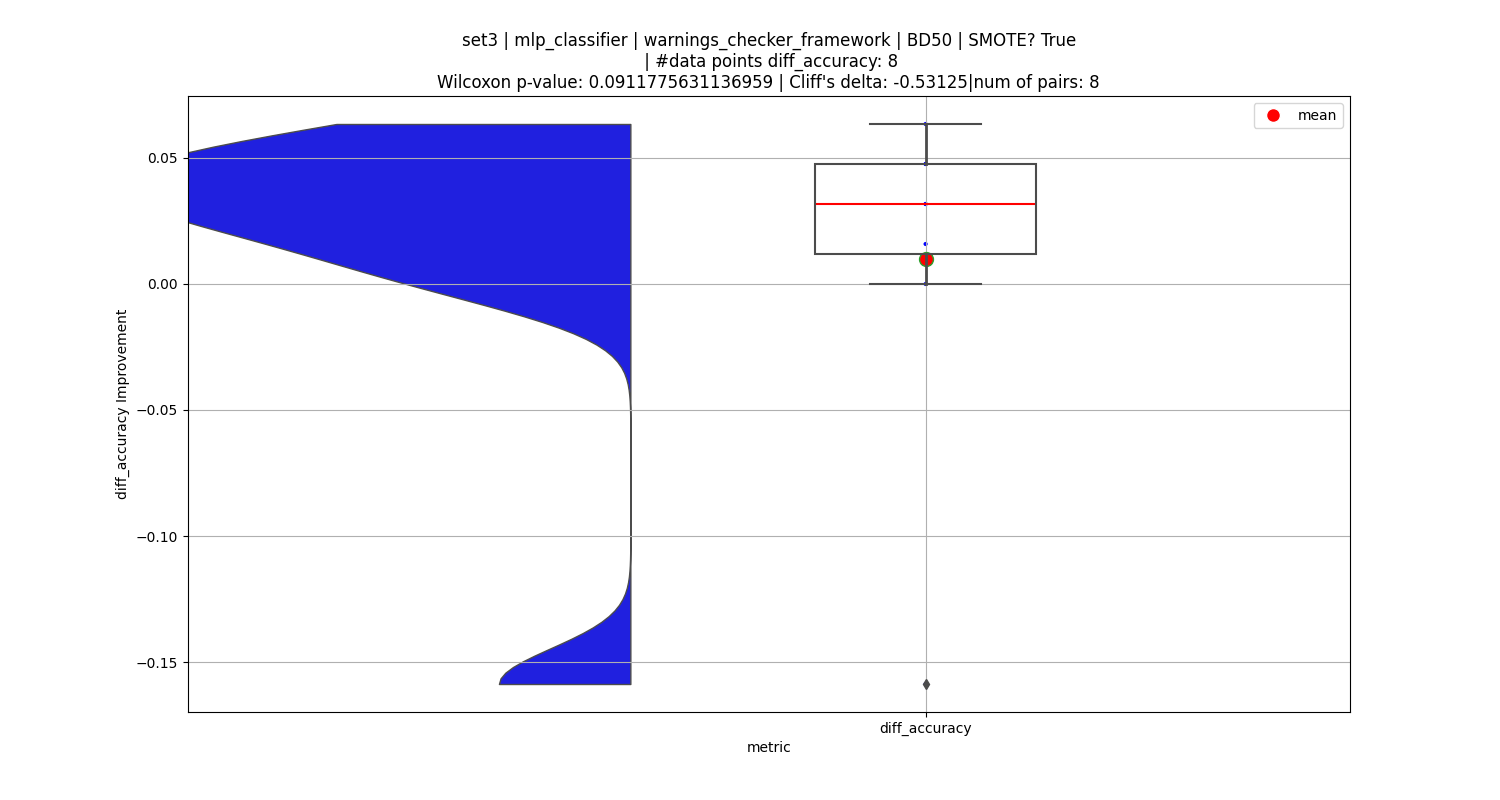 set3 | mlp_classifier | warnings_checker_framework | BD50 | SMOTE? True
| #data points diff_accuracy: 8
Wilcoxon p-value: 0.0911775631136959 | Cliff's delta: -0.53125|num of pairs: 8
mean
0.05
0.00
−0.05
−0.10
−0.15
diff_accuracy Improvement
diff_accuracy
metric